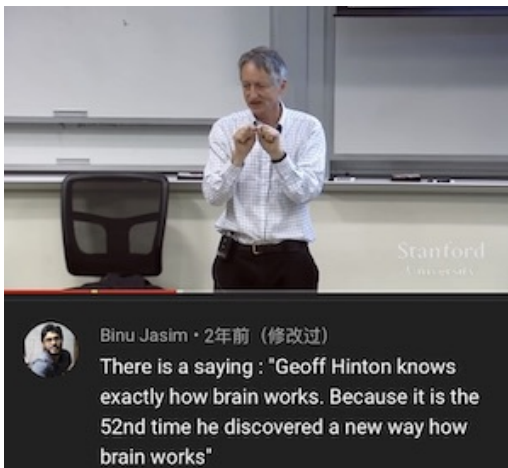 Stanford
University
Binu Jasim • 2年前（修改过）
There is a saying : "Geoff Hinton knows
exactly how brain works. Because it is the
52nd time he discovered a new way how
brain works"